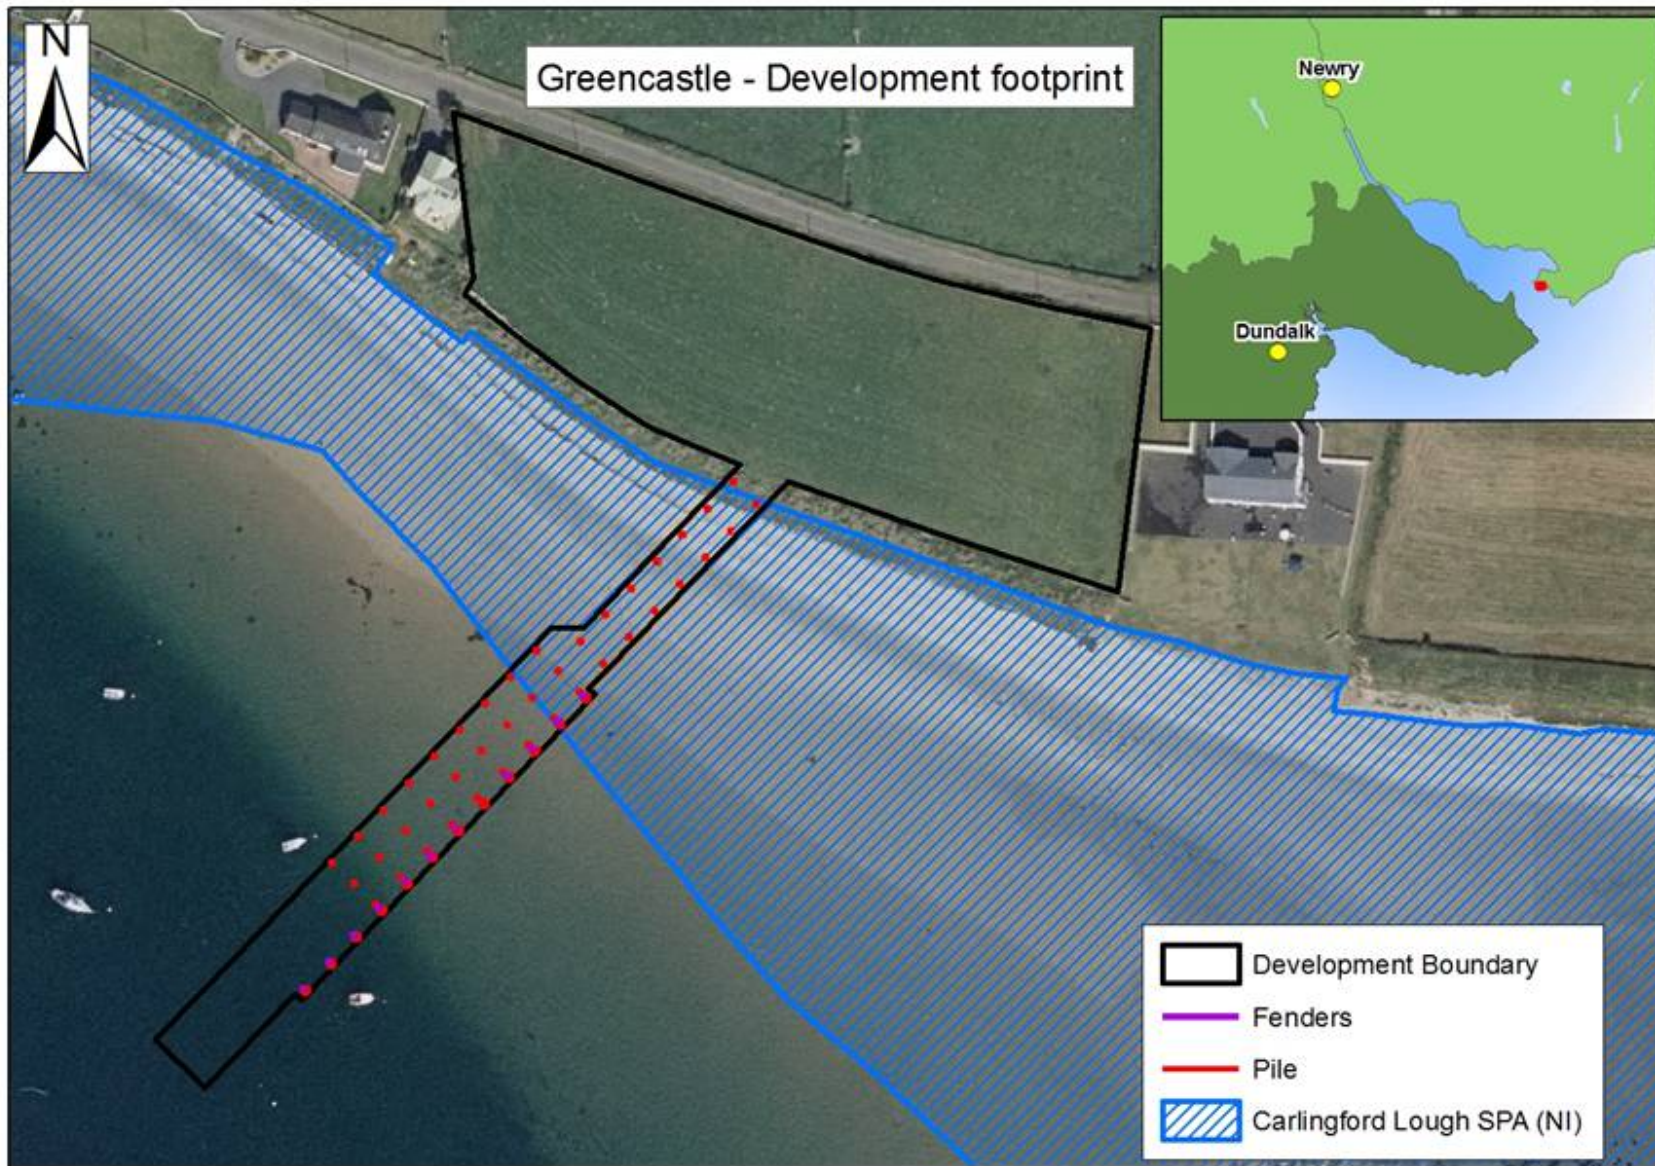 N
Greencastle - Development footprint
Newry
Dundalk
Development Boundary
Fenders
Pile
Carlingford Lough SPA (NI)